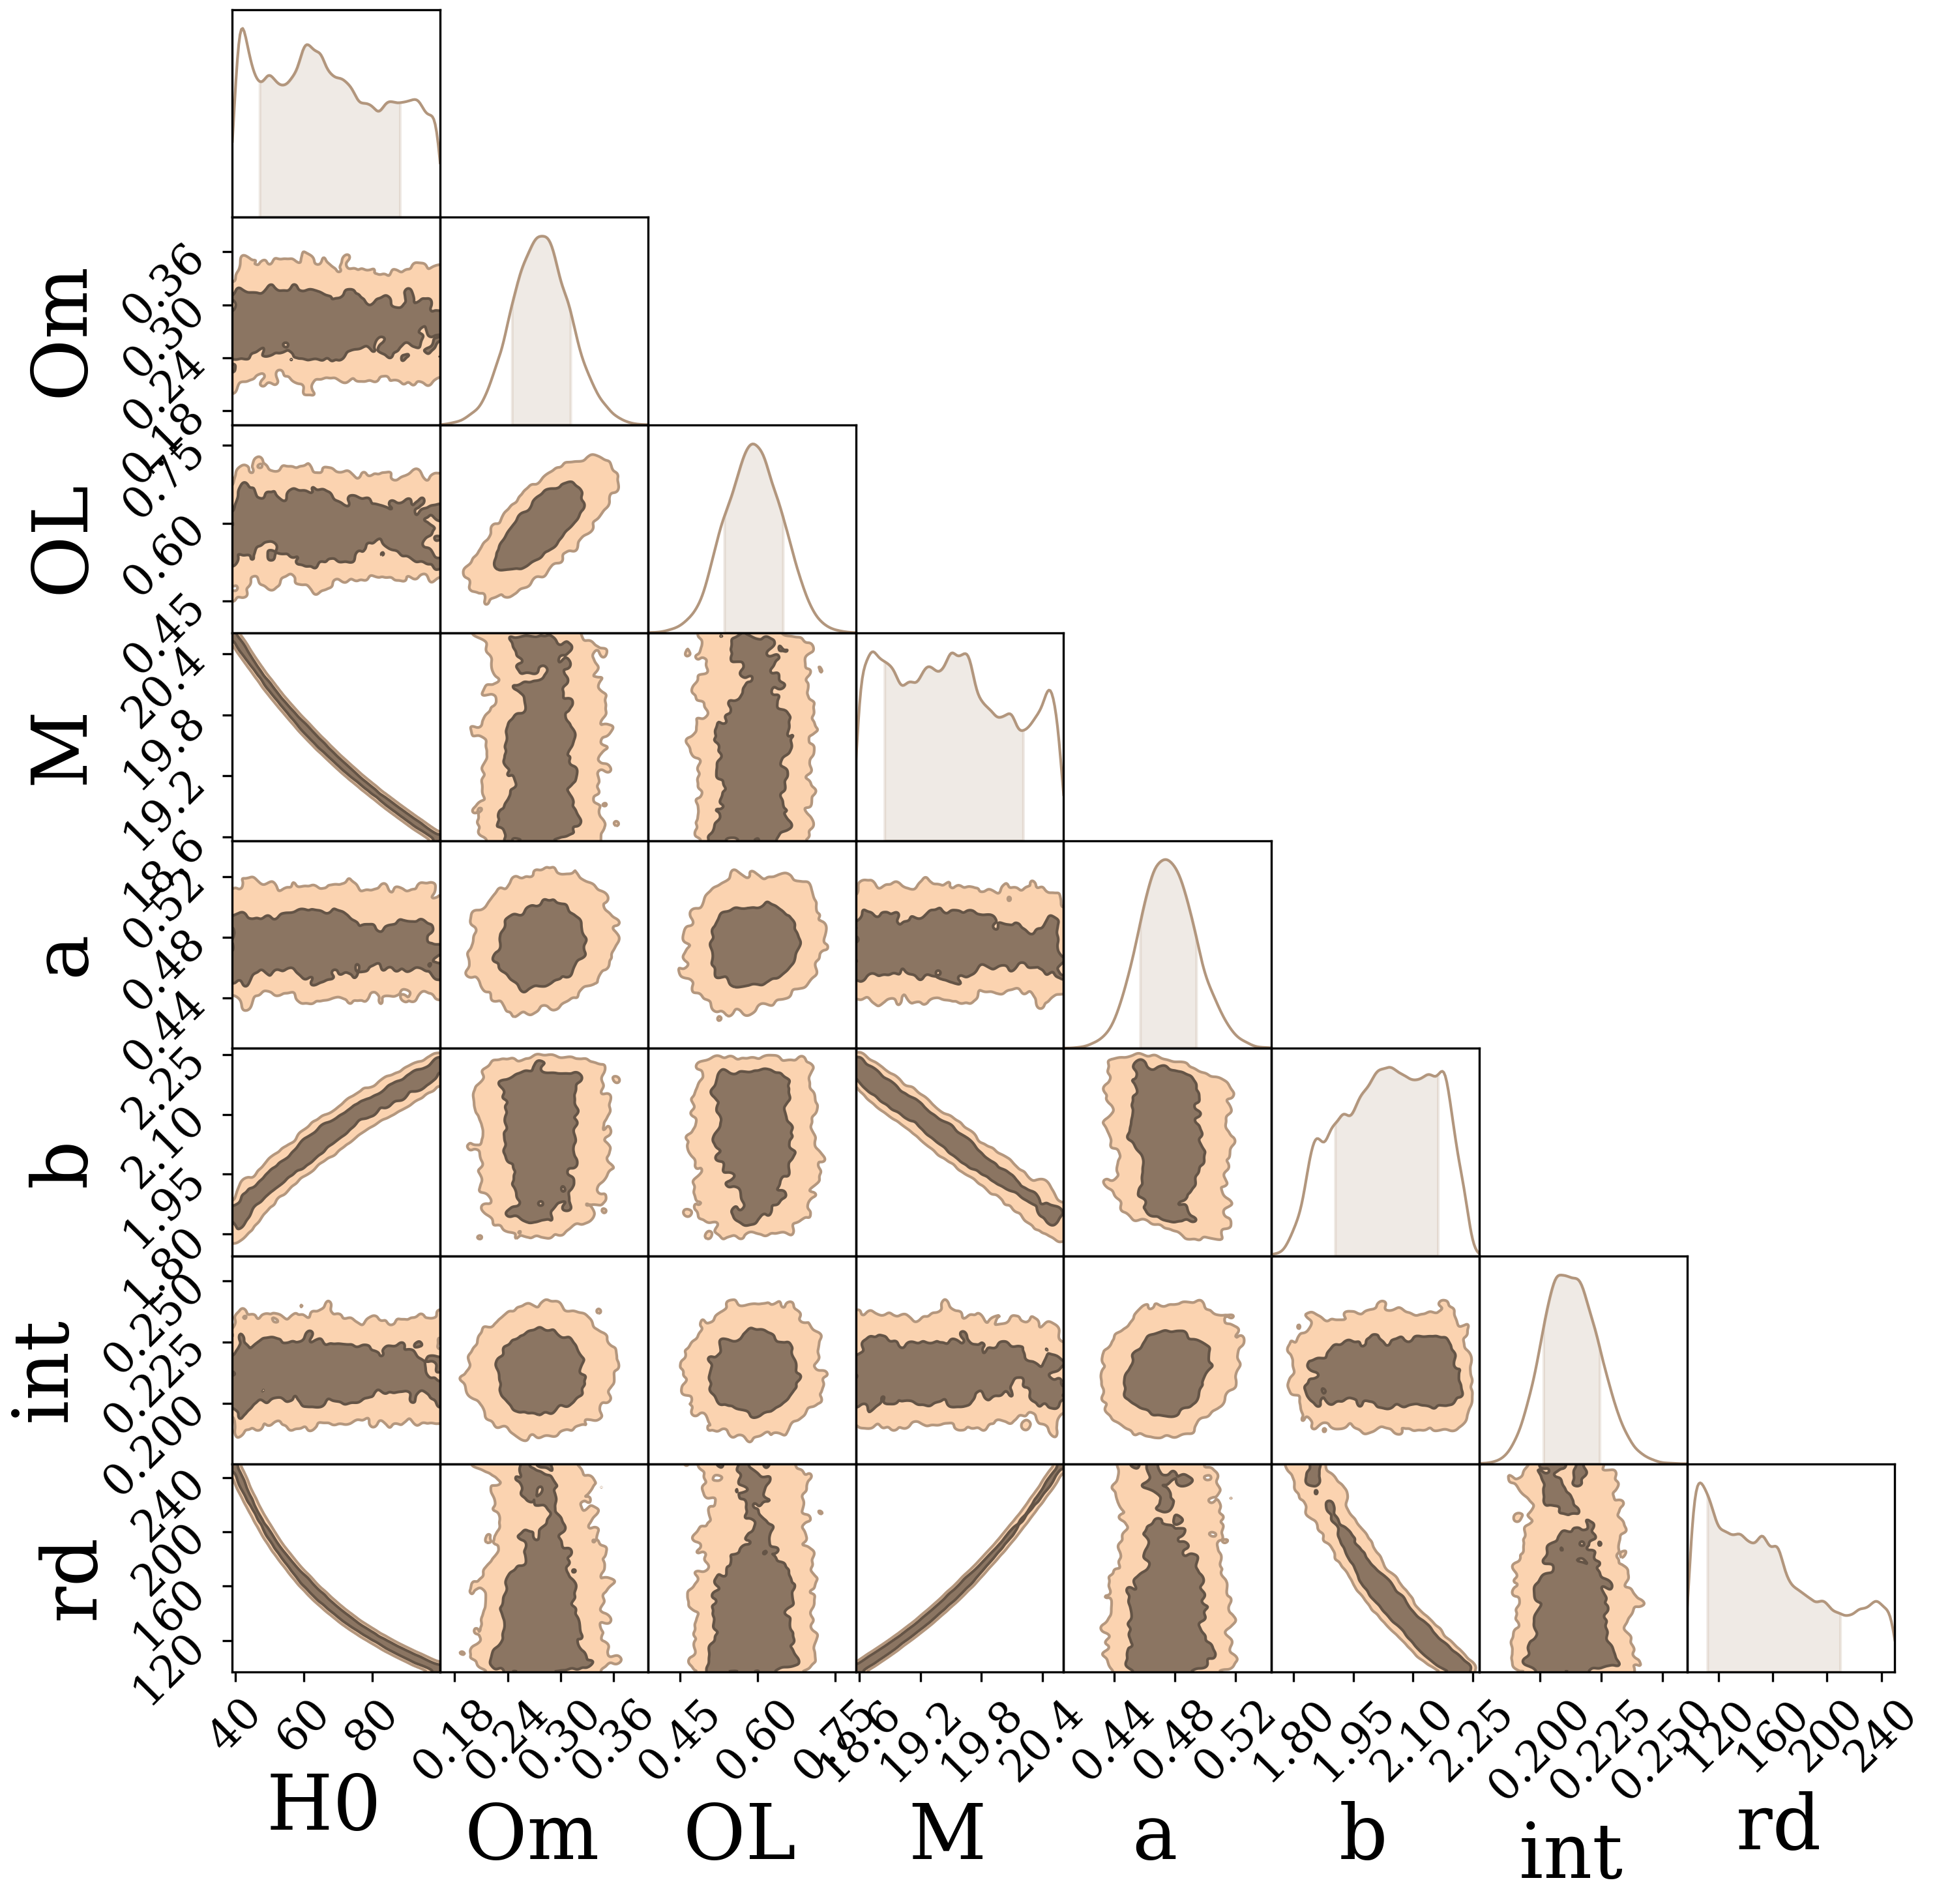 Om
0.36
0.30
0.24
0.18
OL
0.75
0.60
0.45
M
20.4
19.8
19.2
18.6
a
0.52
0.48
0.44
b
2.25
2.10
1.95
1.80
int
0.250
0.225
0.200
rd
240
200
160
120
40 60 80
0.18 0.24 0.30 0.36
0.45 0.60 0.75
18.6 19.2 19.8 20.4
0.44 0.48 0.52
1.80 1.95 2.10 2.25
0.200 0.225 0.250
120 160 200 240
H0 Om OL M a b int rd